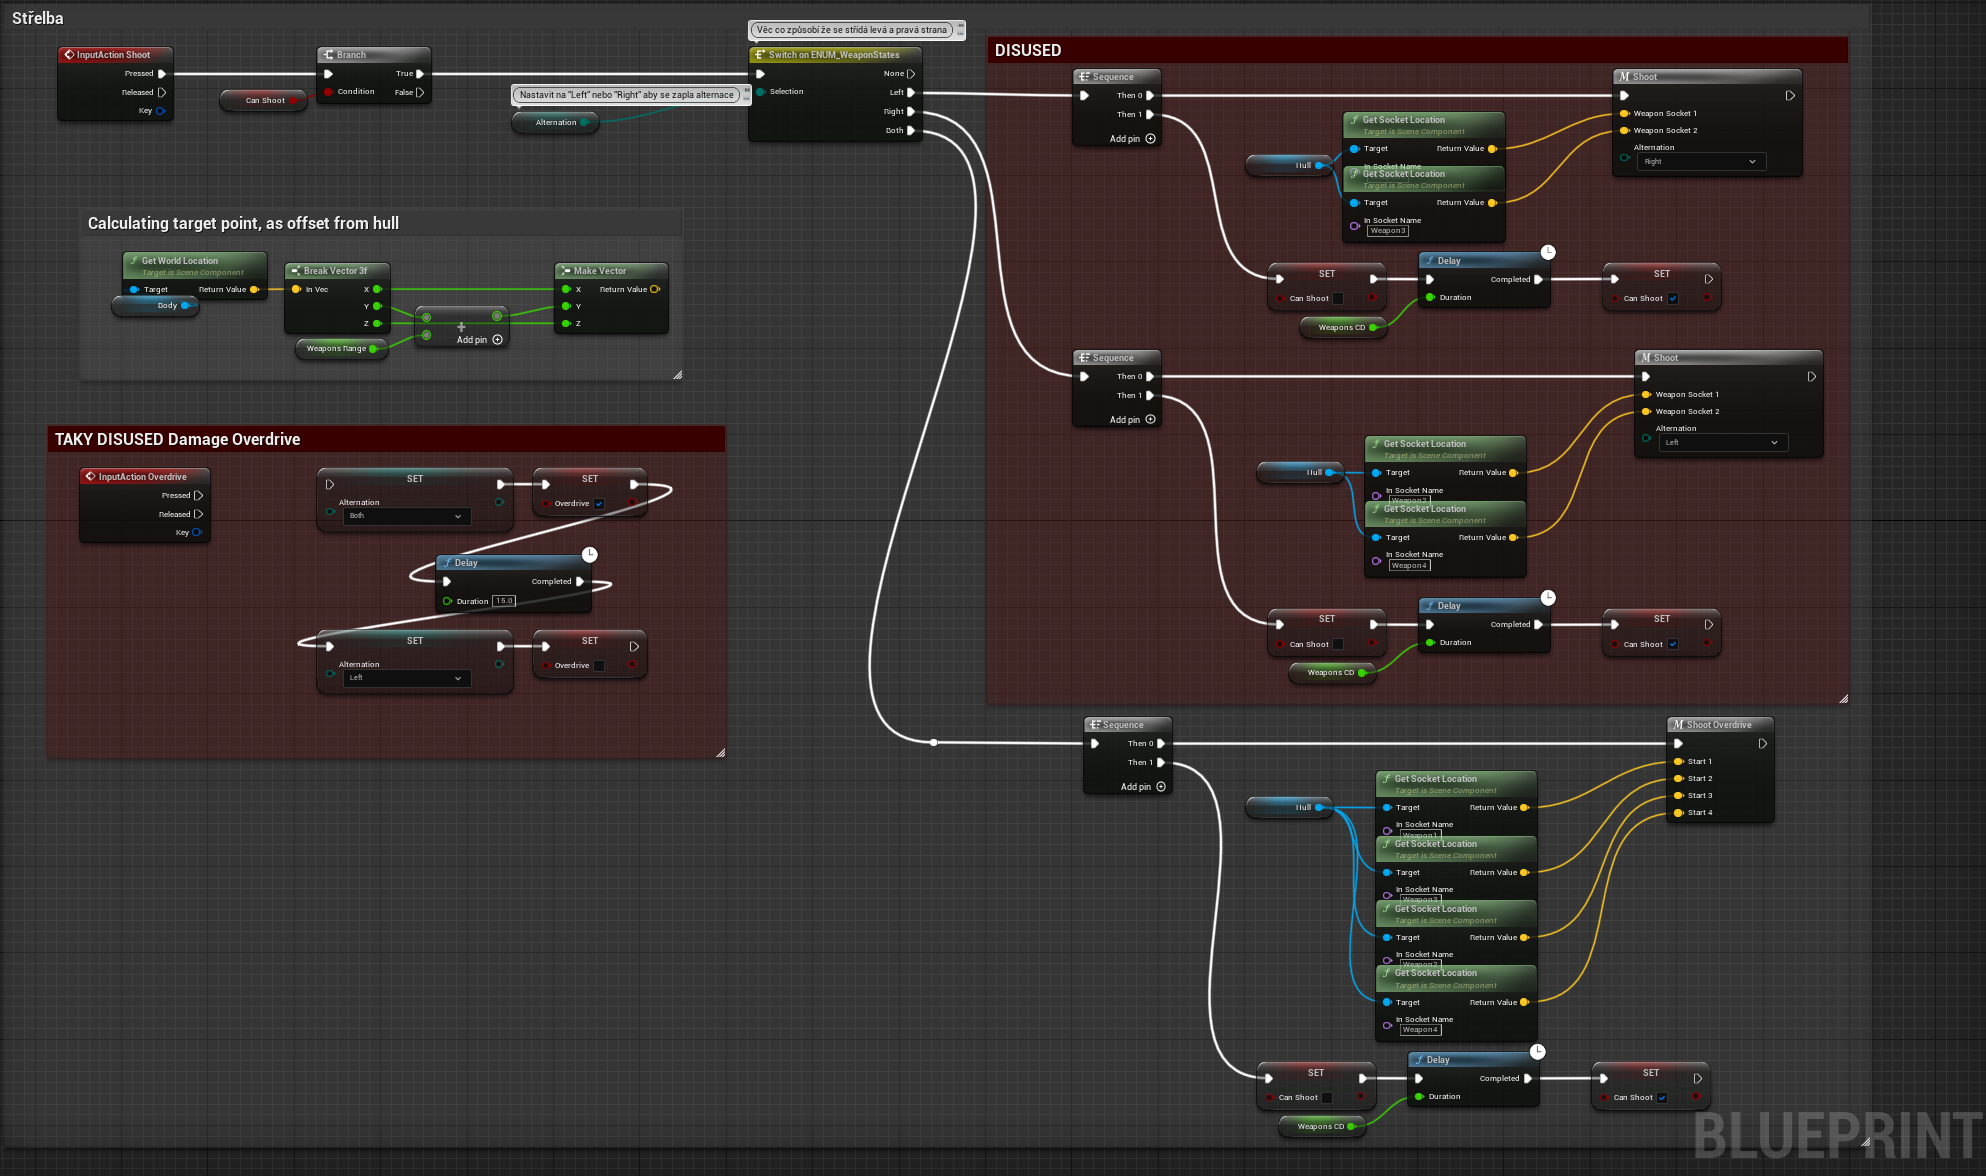 Střelba
Věc co způsobí že se střídá levá a pravá strana
InputAction Shoot
Pressed
Released
Key
Can Shoot
Branch
True
Condition
False
Nastavit na "Left" nebo "Right" aby se zapla alternace
Alternation
Switch on ENUM_WeaponStates
None
Selection
Left
Right
Both
DISUSED
Sequence
Then 0
Then 1
Add pin
Shoot
Weapon Socket 1
Weapon Socket 2
Alternation
Right
Get Socket Location
Target is Scene Component
Target
Return Value
In Socket Name
Hull
Get Socket Location
Target is Scene Component
Target
Return Value
In Socket Name
Weapon3
SET
Can Shoot
Delay
Completed
Duration
SET
Can Shoot
Weapons CD
Sequence
Then 0
Then 1
Add pin
Shoot
Weapon Socket 1
Weapon Socket 2
Alternation
Left
Get Socket Location
Target is Scene Component
Hull
Target
Return Value
In Socket Name
Weapon2
Get Socket Location
Target is Scene Component
Target
Return Value
In Socket Name
Weapon4
SET
Can Shoot
Delay
Completed
Duration
SET
Can Shoot
Weapons CD
Calculating target point, as offset from hull
Get World Location
Target is Scene Component
Target
Return Value
Body
Break Vector 3f
In Vec
X
Y
Z
Weapons Range
Add pin
Make Vector
X
Return Value
Y
Z
TAKY DISUSED Damage Overdrive
InputAction Overdrive
Pressed
Released
Key
SET
Alternation
Both
SET
Overdrive
Delay
Completed
Duration
15.0
SET
Alternation
Left
SET
Overdrive
Sequence
Then 0
Then 1
Add pin
Shoot Overdrive
Start 1
Start 2
Start 3
Start 4
Hull
Get Socket Location
Target is Scene Component
Target
Return Value
In Socket Name
Weapon1
Get Socket Location
Target is Scene Component
Target
Return Value
In Socket Name
Weapon3
Get Socket Location
Target is Scene Component
Target
Return Value
In Socket Name
Weapon2
Get Socket Location
Target is Scene Component
Target
Return Value
In Socket Name
Weapon4
SET
Can Shoot
Delay
Completed
Duration
SET
Can Shoot
Weapons CD
BLUEPRINT